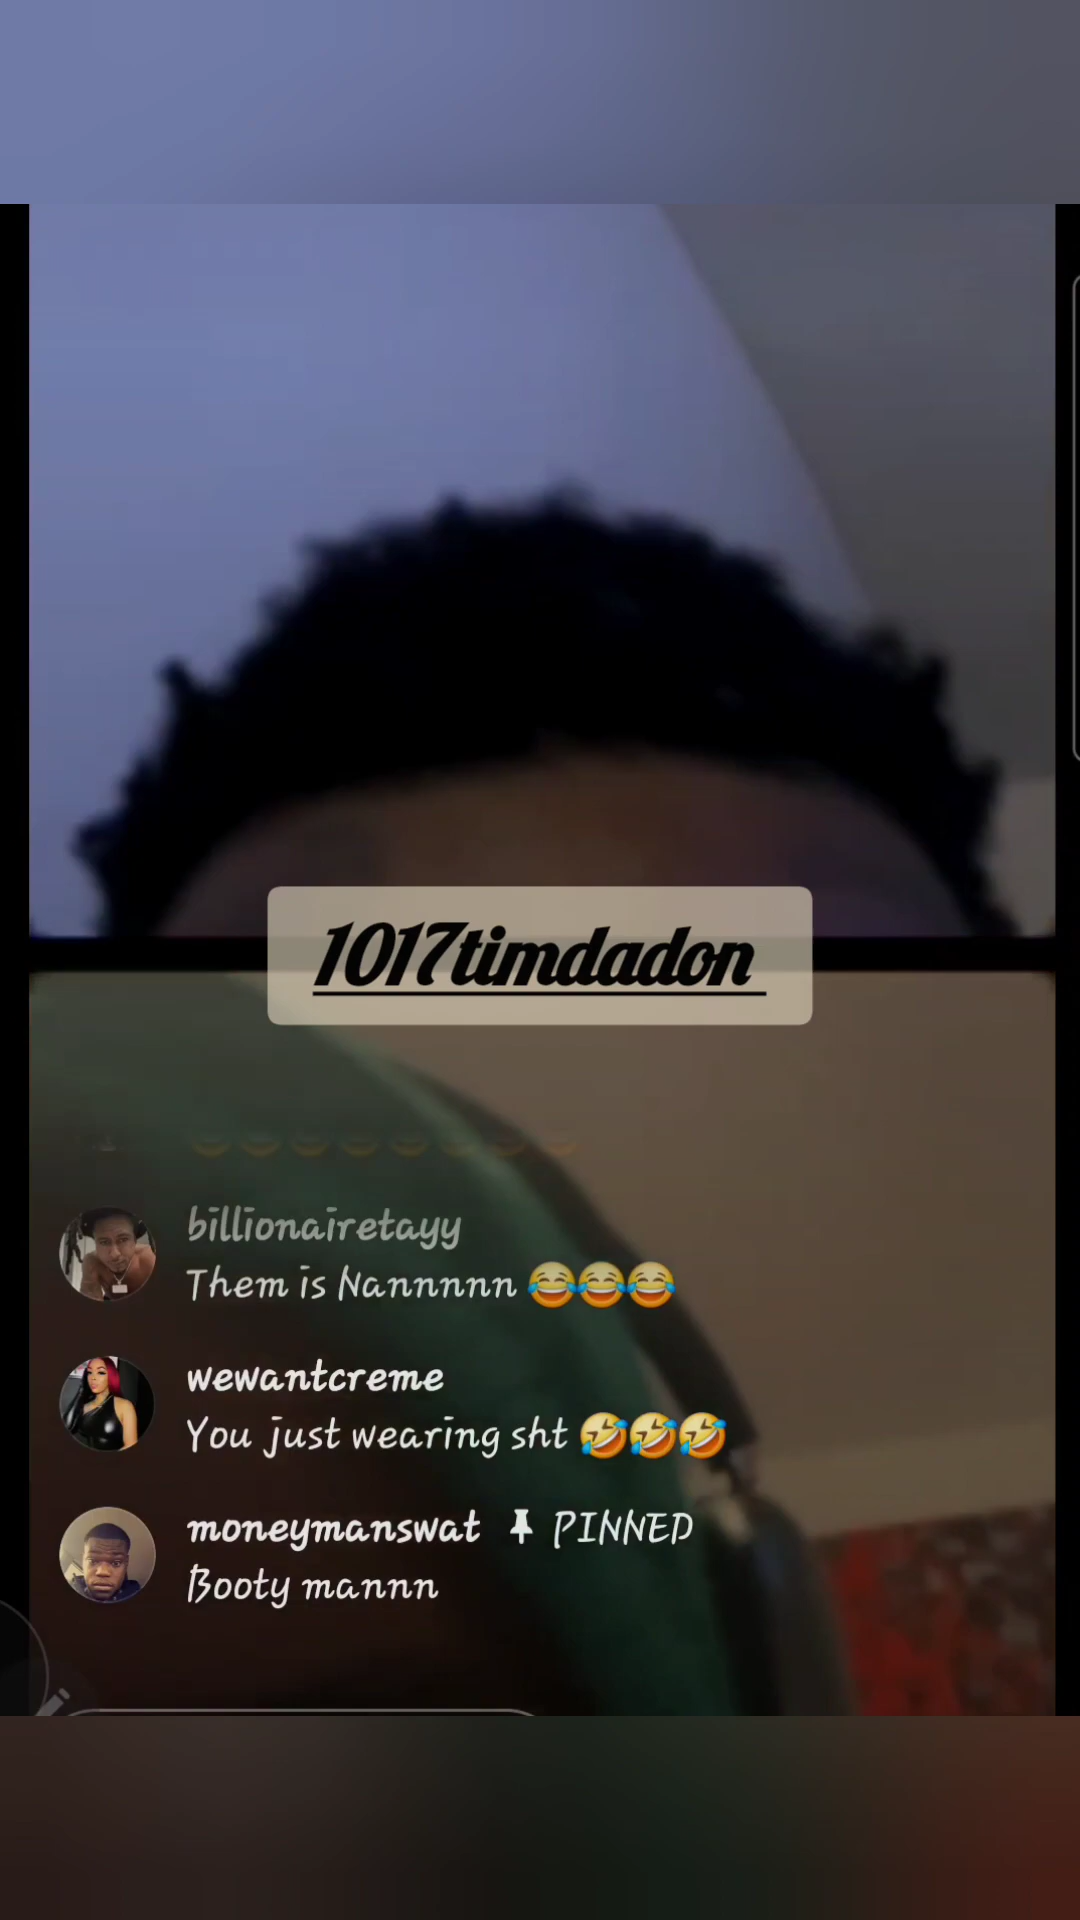 1017timdadon
billionairetayy
Them is Nannnnn 😂😂😂
wewantcreme
You just wearing sht 🤣🤣🤣
moneymanswat 📌 PINNED
Booty mannn